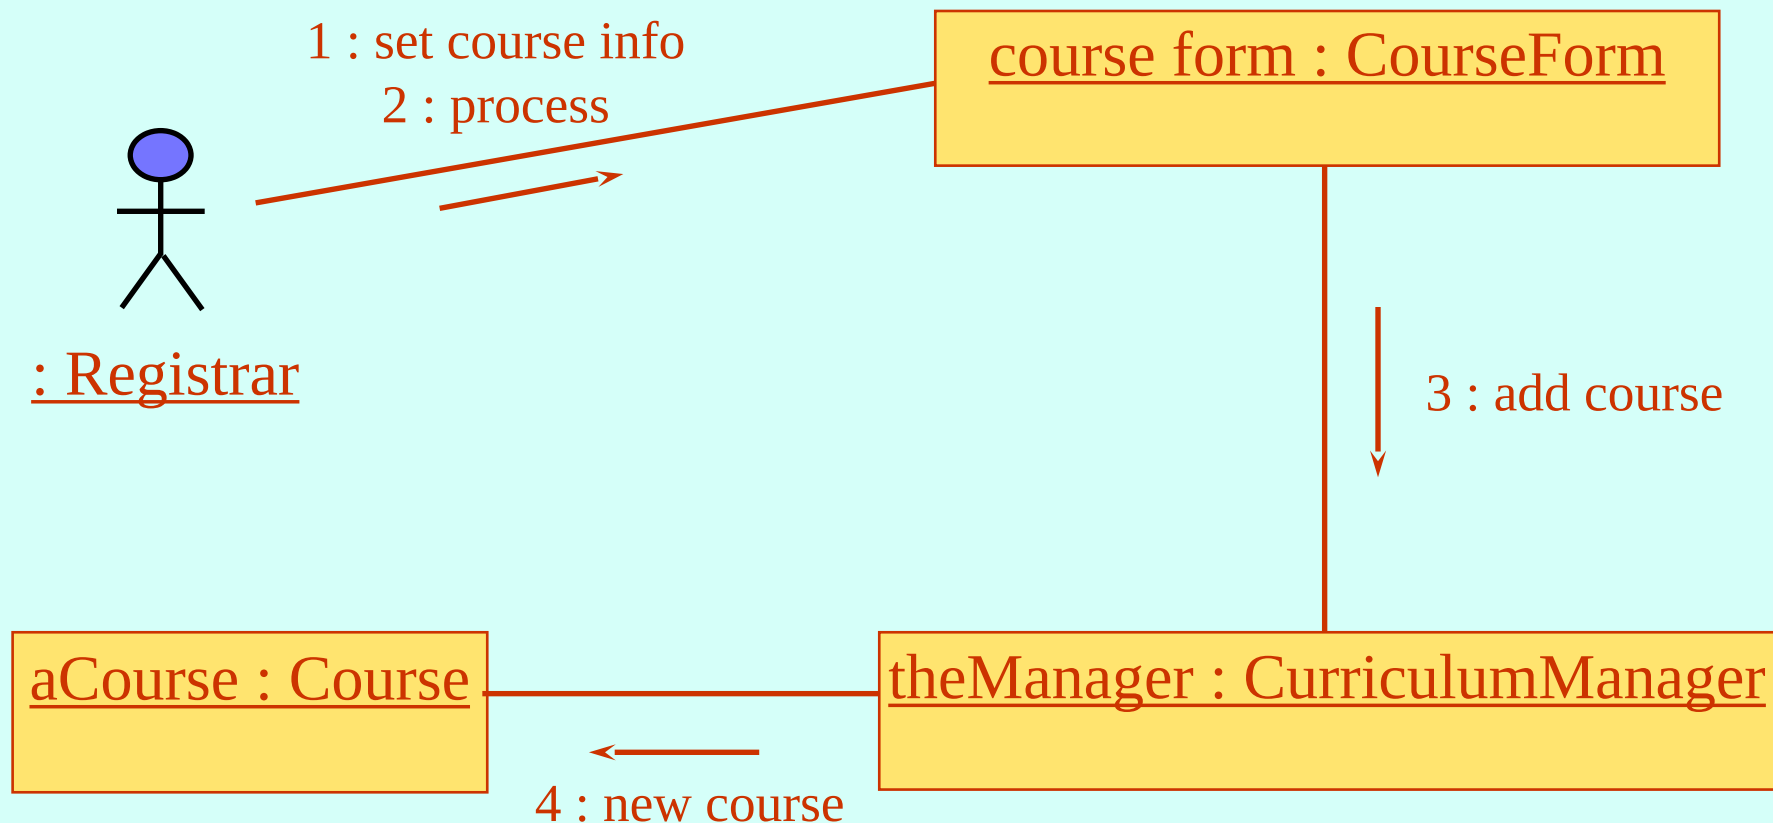 1 : set course info
2 : process
course form : CourseForm
: Registrar
3 : add course
aCourse : Course
theManager : CurriculumManager
4 : new course